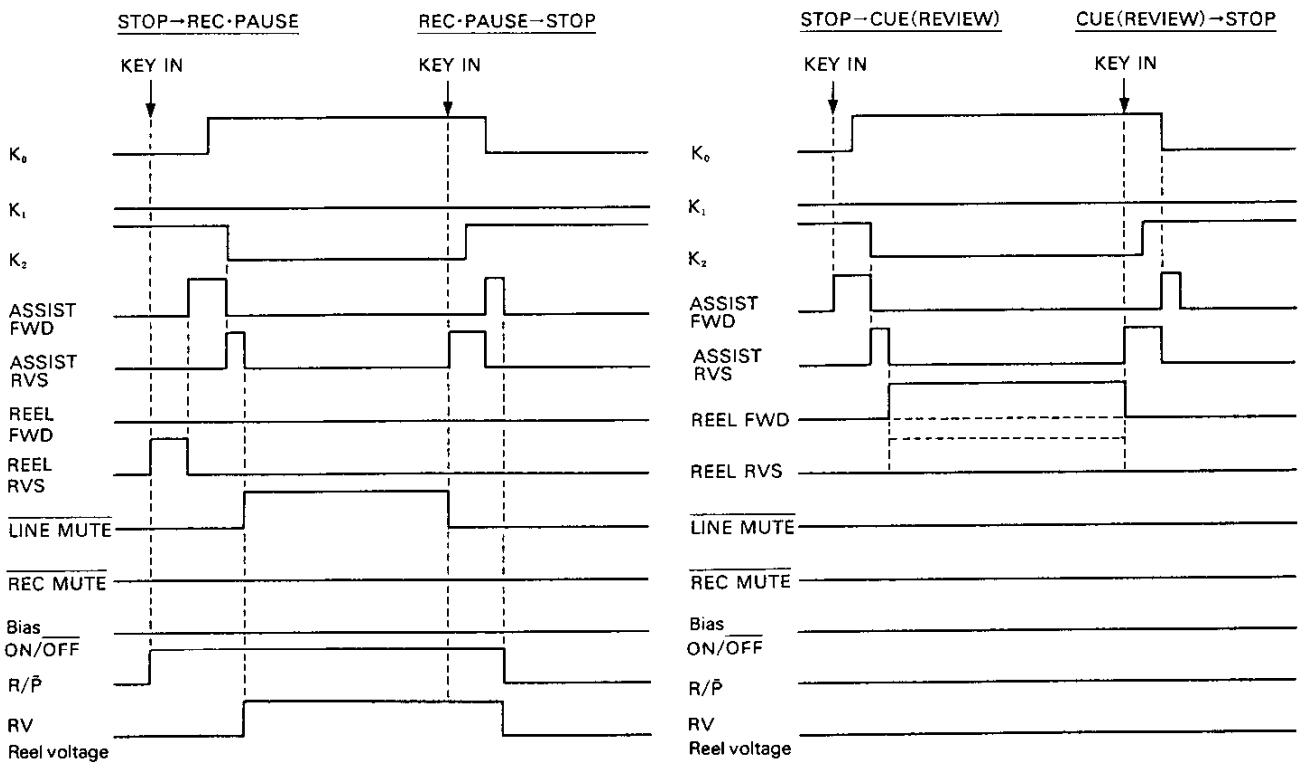 STOP→REC·PAUSE
REC·PAUSE→STOP
KEY IN
KEY IN
K₀
K₁
K₂
ASSIST
FWD
ASSIST
RVS
REEL
FWD
REEL
RVS
LINE MUTE
REC MUTE
Bias
ON/OFF
R/P̄
RV
Reel voltage
STOP→CUE(REVIEW)
CUE(REVIEW)→STOP
KEY IN
KEY IN
K₀
K₁
K₂
ASSIST
FWD
ASSIST
RVS
REEL FWD
REEL RVS
LINE MUTE
REC MUTE
Bias
ON/OFF
R/P̄
RV
Reel voltage